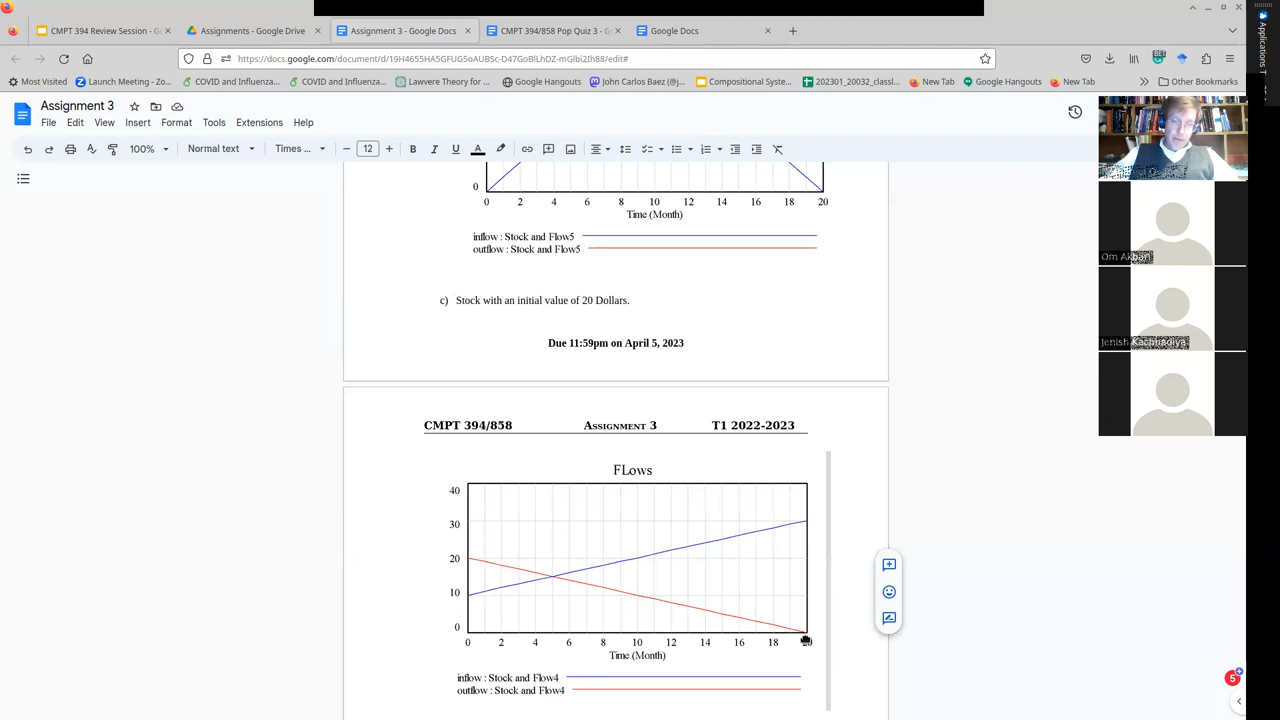 CMPT 394 Review Session - G
Assignments - Google Drive
Assignment 3 - Google Docs
CMPT 394/858 Pop Quiz 3 - G
Google Docs
https://docs.google.com/document/d/19H4655HA5GFUG5oAUBSc-D47GoBlLhDZ-mGlbi2Ih88/edit#
Most Visited
Launch Meeting - Zo...
COVID and Influenza...
COVID and Influenza...
Lawvere Theory for ...
Google Hangouts
John Carlos Baez (@j...
Compositional Syste...
202301_20032_classl...
New Tab
Google Hangouts
New Tab
Other Bookmarks
Assignment 3
File Edit View Insert Format Tools Extensions Help
100% Normal text Times ... 12 B I U A
0
0 2 4 6 8 10 12 14 16 18 20
Time (Month)
inflow : Stock and Flow5
outflow : Stock and Flow5
c) Stock with an initial value of 20 Dollars.
Due 11:59pm on April 5, 2023
CMPT 394/858 ASSIGNMENT 3 T1 2022-2023
FLows
40
30
20
10
0
0 2 4 6 8 10 12 14 16 18 20
Time (Month)
inflow : Stock and Flow4
outflow : Stock and Flow4
Om Akbari
Jenish Kachhadiya
5
Applications